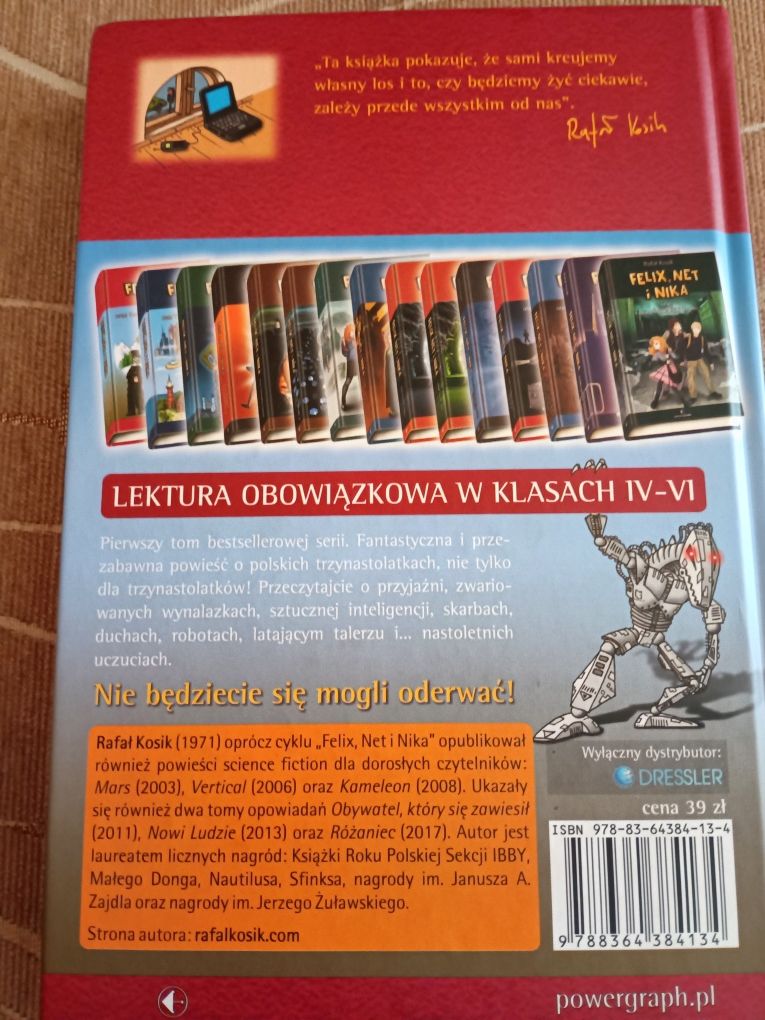 „Ta książka pokazuje, że sami kreujemy
własny los i to, czy będziemy żyć ciekawie,
zależy przede wszystkim od nas”.
Rafał Kosik
Rafał Kosik
FELIX, NET
i NIKA
LEKTURA OBOWIĄZKOWA W KLASACH IV–VI
Pierwszy tom bestsellerowej serii. Fantastyczna i prze-
zabawna powieść o polskich trzynastolatkach, nie tylko
dla trzynastolatków! Przeczytajcie o przyjaźni, zwario-
wanych wynalazkach, sztucznej inteligencji, skarbach,
duchach, robotach, latającym talerzu i... nastoletnich
uczuciach.
Nie będziecie się mogli oderwać!
Rafał Kosik (1971) oprócz cyklu „Felix, Net i Nika” opublikował
również powieści science fiction dla dorosłych czytelników:
Mars (2003), Vertical (2006) oraz Kameleon (2008). Ukazały
się również dwa tomy opowiadań Obywatel, który się zawiesił
(2011), Nowi Ludzie (2013) oraz Różaniec (2017). Autor jest
laureatem licznych nagród: Książki Roku Polskiej Sekcji IBBY,
Małego Donga, Nautilusa, Sfinksa, nagrody im. Janusza A.
Zajdla oraz nagrody im. Jerzego Żuławskiego.
Strona autora: rafalkosik.com
Wyłączny dystrybutor:
DRESSLER
cena 39 zł
ISBN 978-83-64384-13-4
9 788364 384134
powergraph.pl